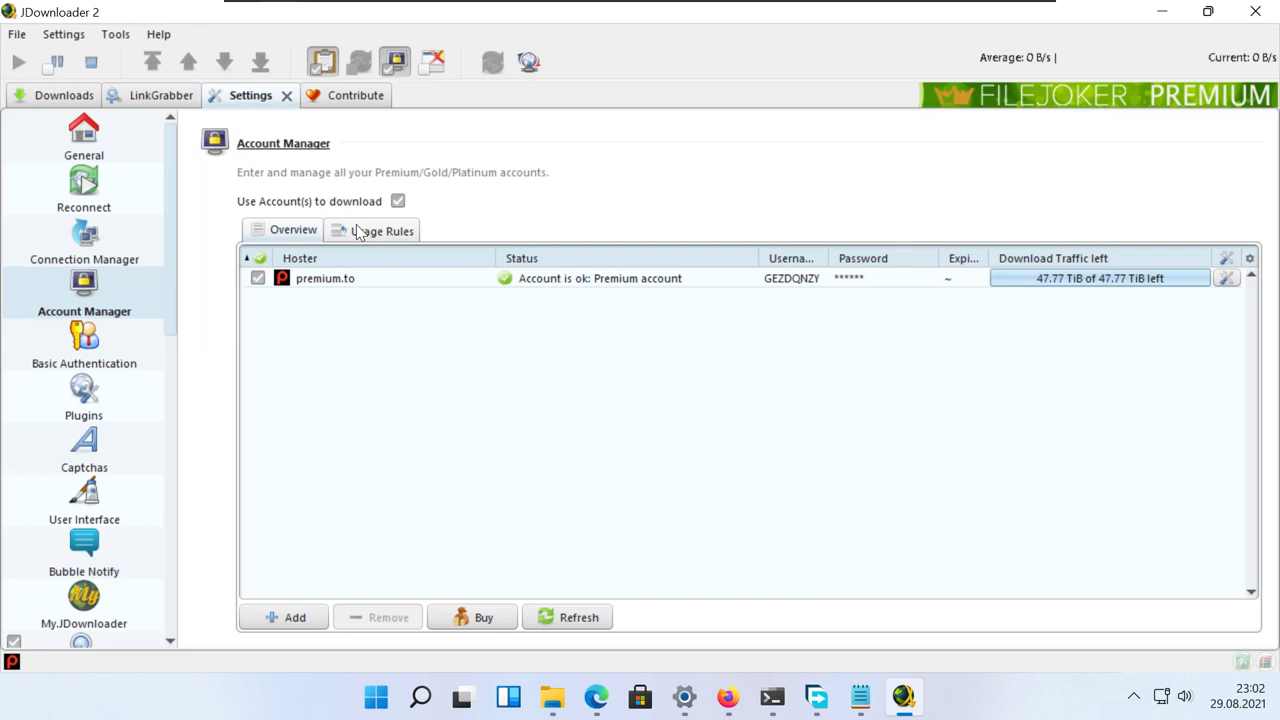 JDownloader 2
File Settings Tools Help
Average: 0 B/s | Current: 0 B/s
Downloads LinkGrabber Settings Contribute FILEJOKER PREMIUM
General
Reconnect
Connection Manager
Account Manager
Basic Authentication
Plugins
Captchas
User Interface
Bubble Notify
My
My.JDownloader
Account Manager
Enter and manage all your Premium/Gold/Platinum accounts.
Use Account(s) to download
Overview Usage Rules
Hoster Status Userna... Password Expi... Download Traffic left
premium.to Account is ok: Premium account GEZDQNZY ****** ~ 47.77 TiB of 47.77 TiB left
Add Remove Buy Refresh
23:02
29.08.2021